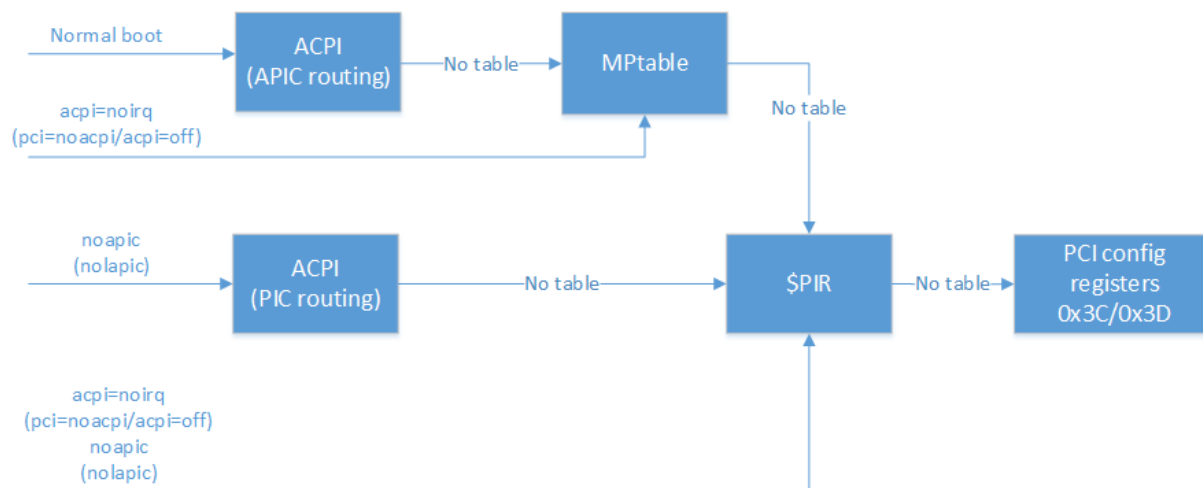 Normal boot
ACPI
(APIC routing)
No table
MPtable
acpi=noirq
(pci=noacpi/acpi=off)
No table
noapic
(nolapic)
ACPI
(PIC routing)
No table
$PIR
No table
PCI config
registers
0x3C/0x3D
acpi=noirq
(pci=noacpi/acpi=off)
noapic
(nolapic)